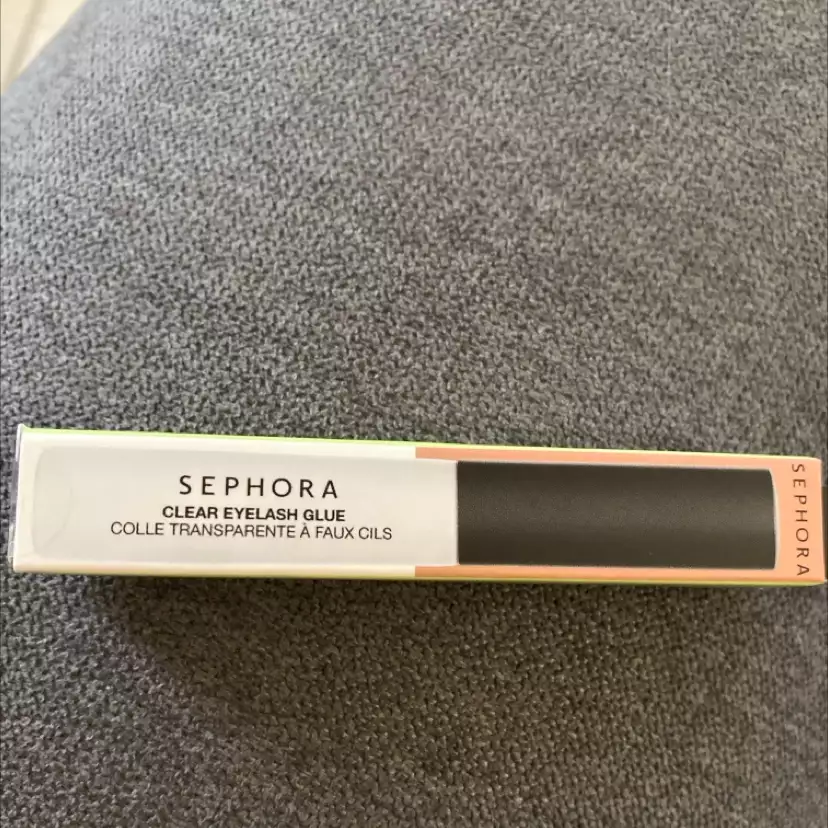 SEPHORA
CLEAR EYELASH GLUE
COLLE TRANSPARENTE À FAUX CILS
SEPHORA